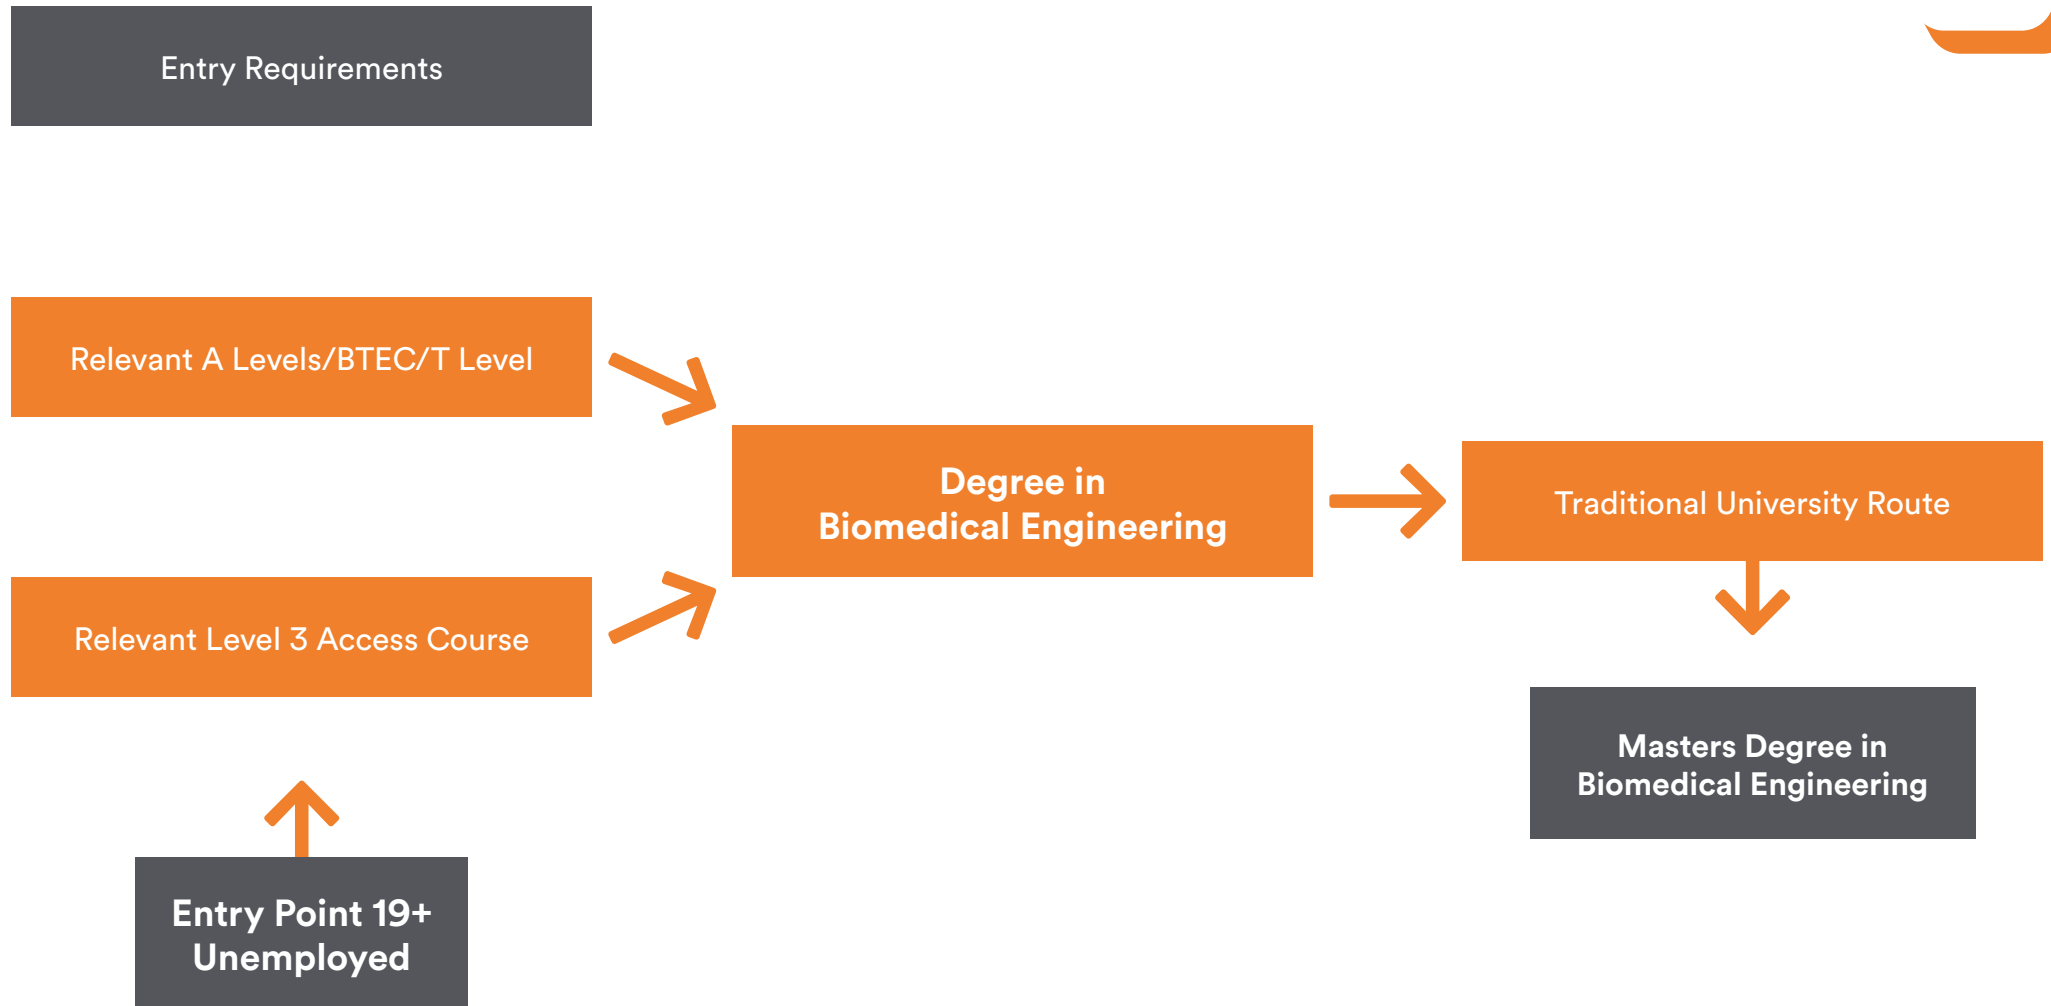 Entry Requirements
Relevant A Levels/BTEC/T Level
Relevant Level 3 Access Course
Entry Point 19+
Unemployed
Degree in
Biomedical Engineering
Traditional University Route
Masters Degree in
Biomedical Engineering